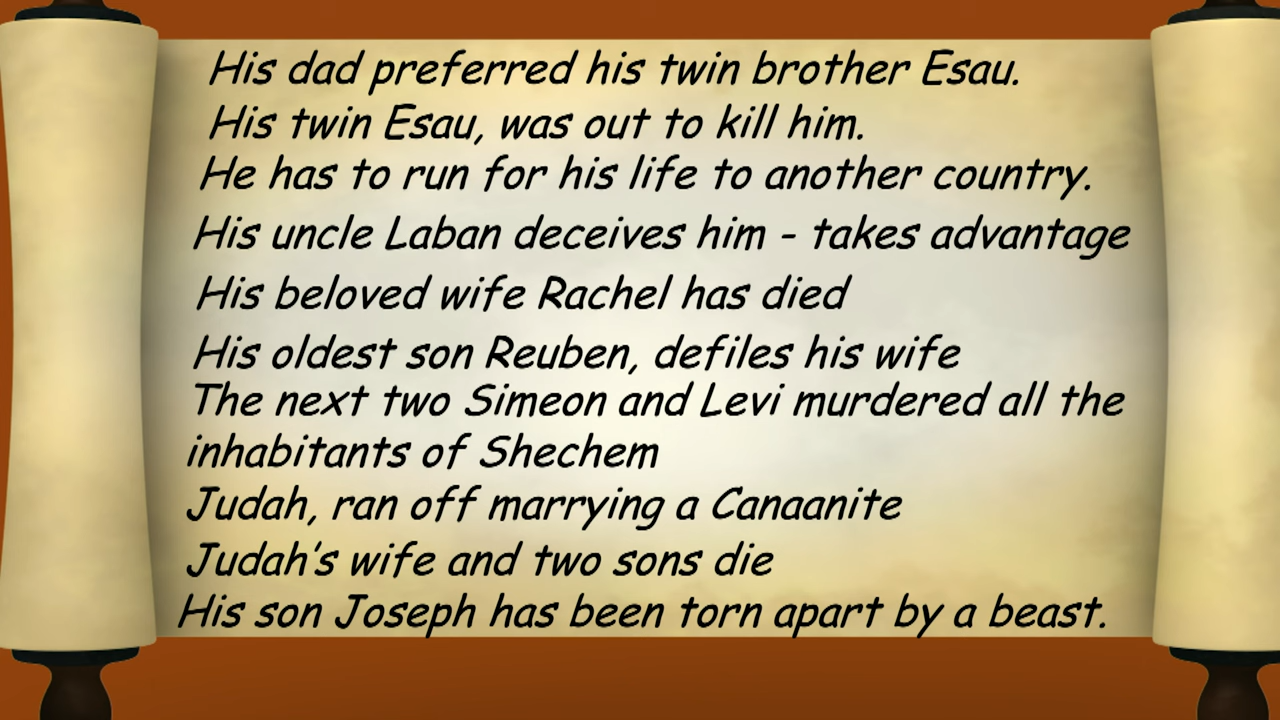 His dad preferred his twin brother Esau.
His twin Esau, was out to kill him.
He has to run for his life to another country.
His uncle Laban deceives him - takes advantage
His beloved wife Rachel has died
His oldest son Reuben, defiles his wife
The next two Simeon and Levi murdered all the
inhabitants of Shechem
Judah, ran off marrying a Canaanite
Judah's wife and two sons die
His son Joseph has been torn apart by a beast.